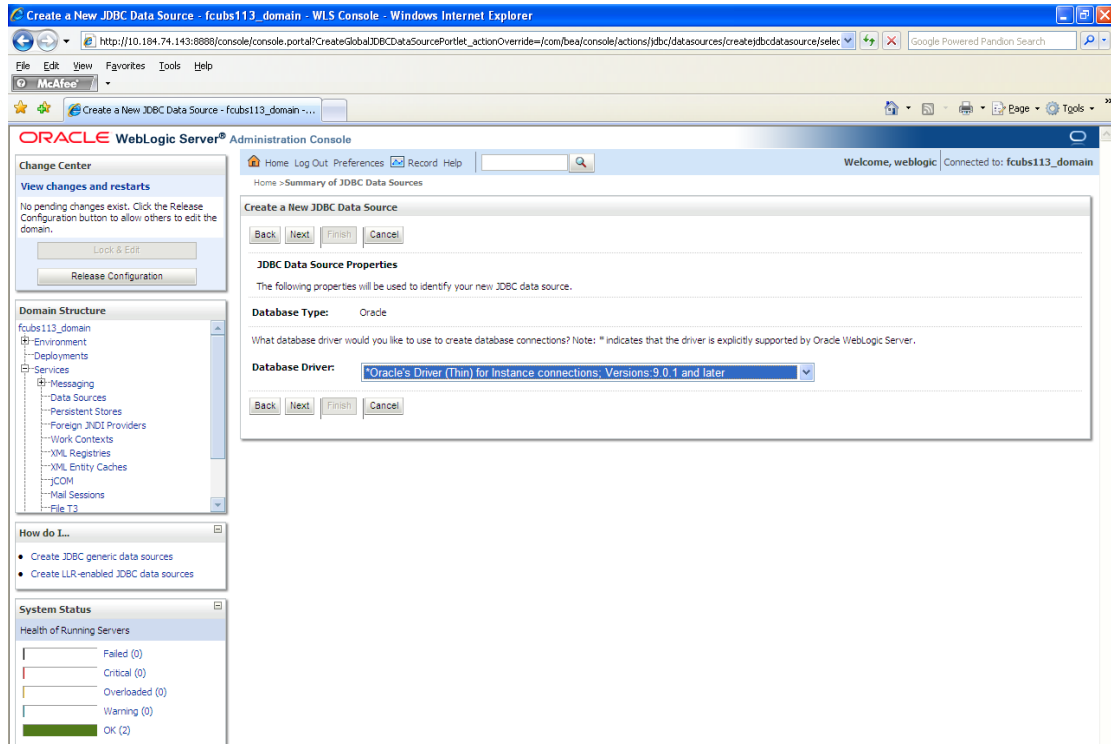 Create a New JDBC Data Source - fcubs113_domain - WLS Console - Windows Internet Explorer
http://10.184.74.143:8888/console/console.portal?CreateGlobalJDBCDataSourcePortlet_actionOverride=/com/bea/console/actions/jdbc/datasources/createjdbcdatasource/selec
Google Powered Pandion Search
File Edit View Favorites Tools Help
McAfee
Create a New JDBC Data Source - fcubs113_domain -...
Page Tools
ORACLE WebLogic Server® Administration Console
Change Center
View changes and restarts
No pending changes exist. Click the Release
Configuration button to allow others to edit the
domain.
Lock & Edit
Release Configuration
Domain Structure
fcubs113_domain
Environment
Deployments
Services
Messaging
Data Sources
Persistent Stores
Foreign JNDI Providers
Work Contexts
XML Registries
XML Entity Caches
jCOM
Mail Sessions
File T3
How do I...
Create JDBC generic data sources
Create LLR-enabled JDBC data sources
System Status
Health of Running Servers
Failed (0)
Critical (0)
Overloaded (0)
Warning (0)
OK (2)
Home Log Out Preferences Record Help
Welcome, weblogic Connected to: fcubs113_domain
Home >Summary of JDBC Data Sources
Create a New JDBC Data Source
Back Next Finish Cancel
JDBC Data Source Properties
The following properties will be used to identify your new JDBC data source.
Database Type: Oracle
What database driver would you like to use to create database connections? Note: * indicates that the driver is explicitly supported by Oracle WebLogic Server.
Database Driver: *Oracle's Driver (Thin) for Instance connections; Versions:9.0.1 and later
Back Next Finish Cancel